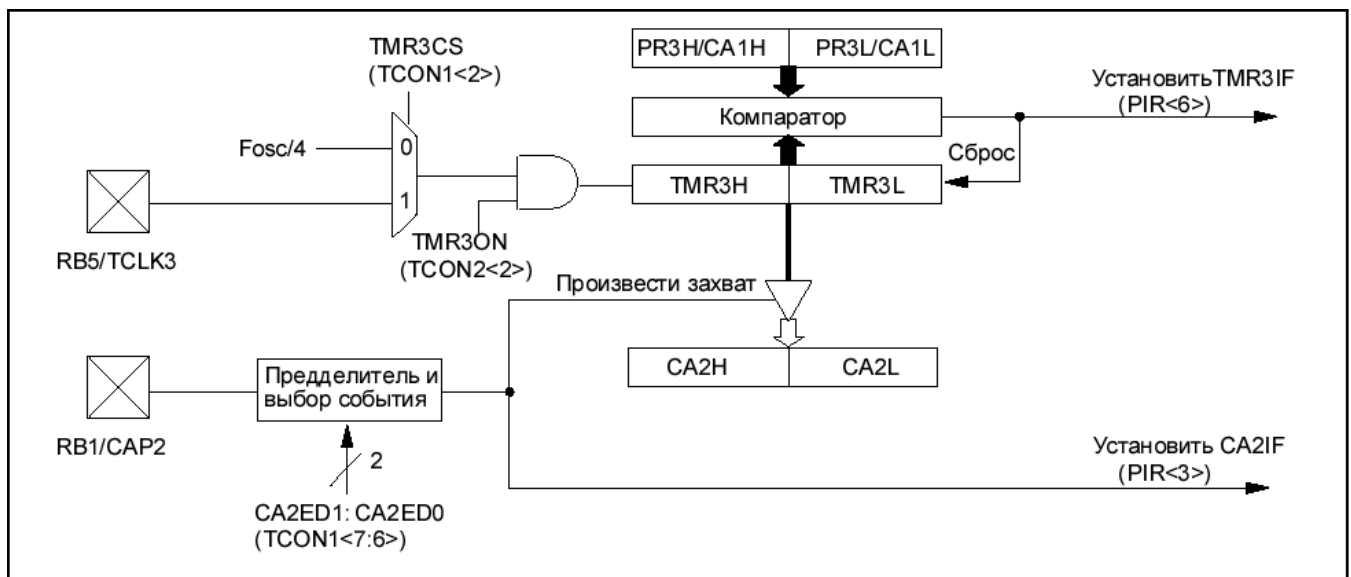 TMR3CS
(TCON1<2>)
PR3H/CA1H PR3L/CA1L
УстановитьTMR3IF
(PIR<6>)
Компаратор
Fosc/4
0
1
Сброс
TMR3H TMR3L
RB5/TCLK3
TMR3ON
(TCON2<2>)
Произвести захват
CA2H CA2L
Предделитель и
выбор события
RB1/CAP2
2
Установить CA2IF
(PIR<3>)
CA2ED1: CA2ED0
(TCON1<7:6>)